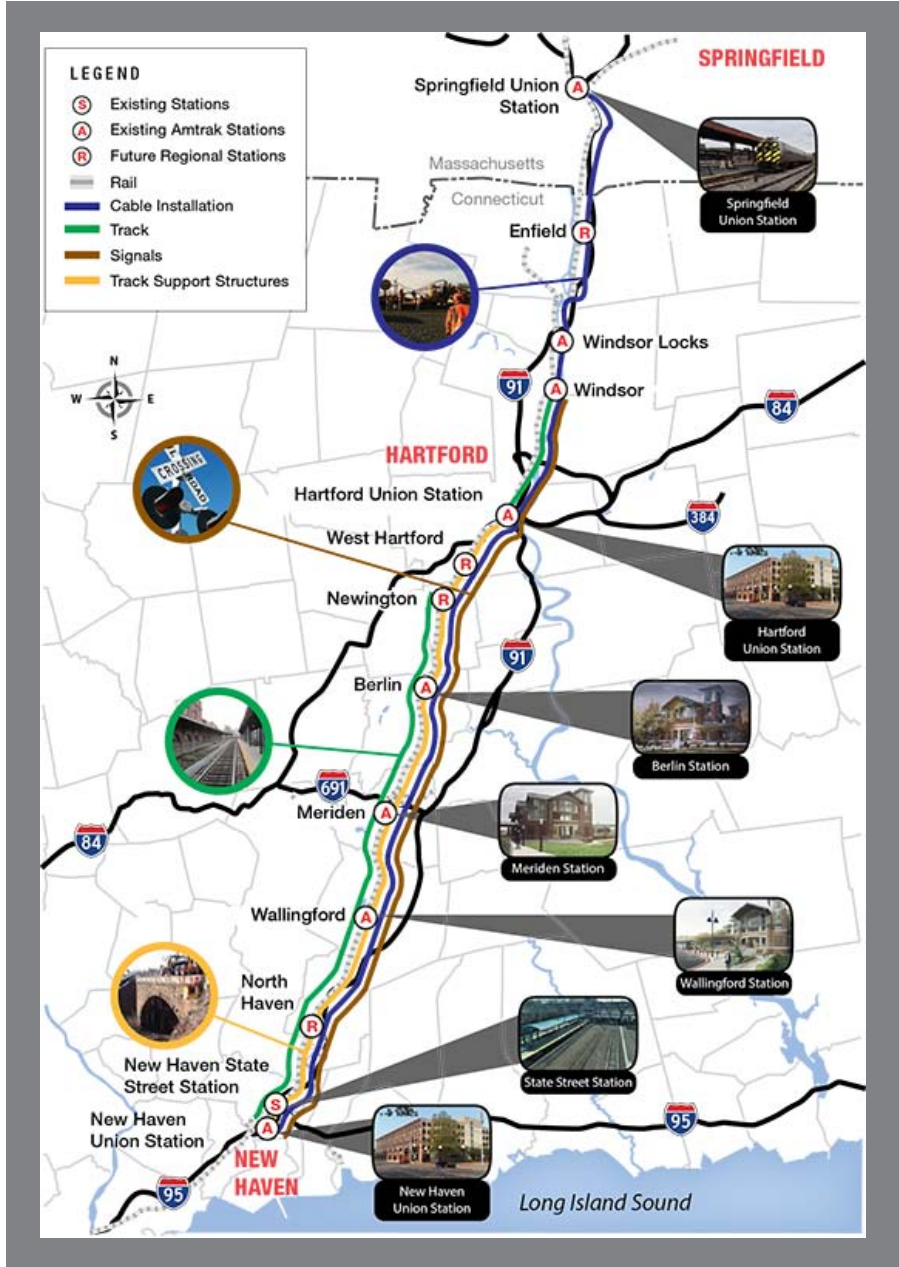 LEGEND
S Existing Stations
A Existing Amtrak Stations
R Future Regional Stations
Rail
Cable Installation
Track
Signals
Track Support Structures
SPRINGFIELD
Springfield Union
Station
A
Springfield
Union Station
Massachusetts
Connecticut
Enfield
R
A
Windsor Locks
91
A
Windsor
84
N
W
E
S
CROSSING
ROAD
HARTFORD
Hartford Union Station
A
384
West Hartford
R
Newington
R
Hartford
Union Station
91
Berlin
A
Berlin Station
691
Meriden
A
84
Meriden Station
Wallingford
A
Wallingford Station
North
Haven
R
New Haven State
Street Station
S
State Street Station
New Haven
Union Station
A
95
NEW
HAVEN
95
New Haven
Union Station
Long Island Sound